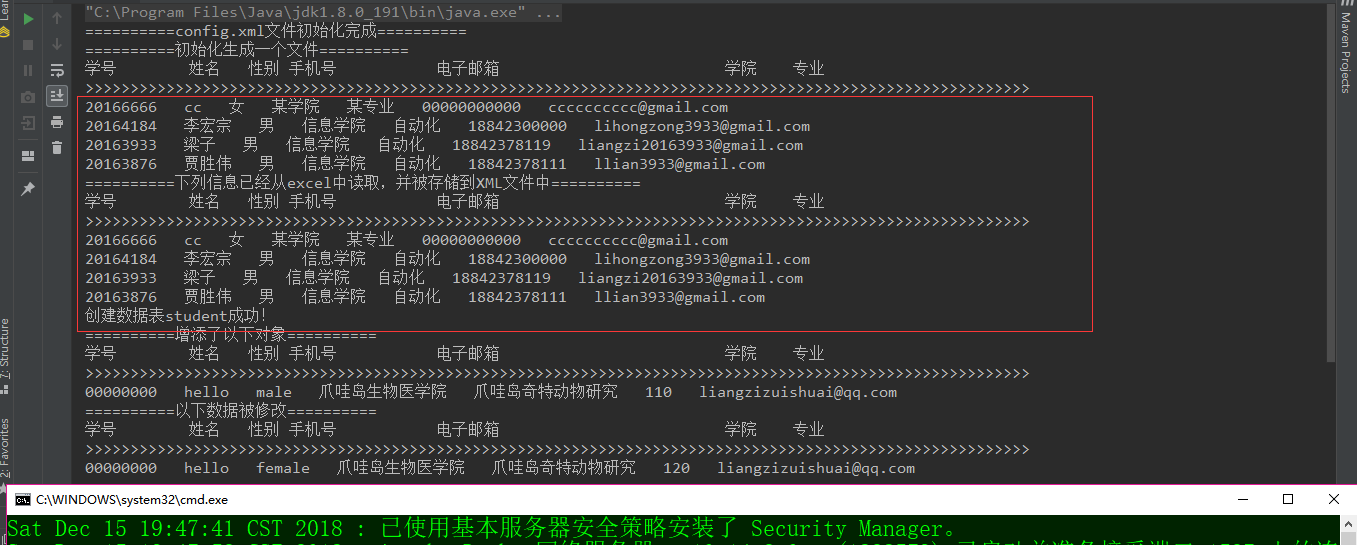 Lear
"C:\Program Files\Java\jdk1.8.0_191\bin\java.exe" ...
==========config.xml文件初始化完成==========
==========初始化生成一个文件==========
学号 姓名 性别 手机号 电子邮箱 学院 专业
>>>>>>>>>>>>>>>>>>>>>>>>>>>>>>>>>>>>>>>>>>>>>>>>>>>>>>>>>>>>>>>>>>>>>>>>>>>>>>>>>>>>>>>>>>>>>>>>>>>>>>>>>
20166666 cc 女 某学院 某专业 00000000000 cccccccccc@gmail.com
20164184 李宏宗 男 信息学院 自动化 18842300000 lihongzong3933@gmail.com
20163933 梁子 男 信息学院 自动化 18842378119 liangzi20163933@gmail.com
20163876 贾胜伟 男 信息学院 自动化 18842378111 llian3933@gmail.com
==========下列信息已经从excel中读取，并被存储到XML文件中==========
学号 姓名 性别 手机号 电子邮箱 学院 专业
>>>>>>>>>>>>>>>>>>>>>>>>>>>>>>>>>>>>>>>>>>>>>>>>>>>>>>>>>>>>>>>>>>>>>>>>>>>>>>>>>>>>>>>>>>>>>>>>>>>>>>>>>
20166666 cc 女 某学院 某专业 00000000000 cccccccccc@gmail.com
20164184 李宏宗 男 信息学院 自动化 18842300000 lihongzong3933@gmail.com
20163933 梁子 男 信息学院 自动化 18842378119 liangzi20163933@gmail.com
20163876 贾胜伟 男 信息学院 自动化 18842378111 llian3933@gmail.com
创建数据表student成功!
==========增添了以下对象==========
学号 姓名 性别 手机号 电子邮箱 学院 专业
>>>>>>>>>>>>>>>>>>>>>>>>>>>>>>>>>>>>>>>>>>>>>>>>>>>>>>>>>>>>>>>>>>>>>>>>>>>>>>>>>>>>>>>>>>>>>>>>>>>>>>>>>
00000000 hello male 爪哇岛生物医学院 爪哇岛奇特动物研究 110 liangzizuishuai@qq.com
==========以下数据被修改==========
学号 姓名 性别 手机号 电子邮箱 学院 专业
>>>>>>>>>>>>>>>>>>>>>>>>>>>>>>>>>>>>>>>>>>>>>>>>>>>>>>>>>>>>>>>>>>>>>>>>>>>>>>>>>>>>>>>>>>>>>>>>>>>>>>>>>
00000000 hello female 爪哇岛生物医学院 爪哇岛奇特动物研究 120 liangzizuishuai@qq.com
Maven Projects
7: Structure
2: Favorites
C:\WINDOWS\system32\cmd.exe
Sat Dec 15 19:47:41 CST 2018 : 已使用基本服务器安全策略安装了 Security Manager。